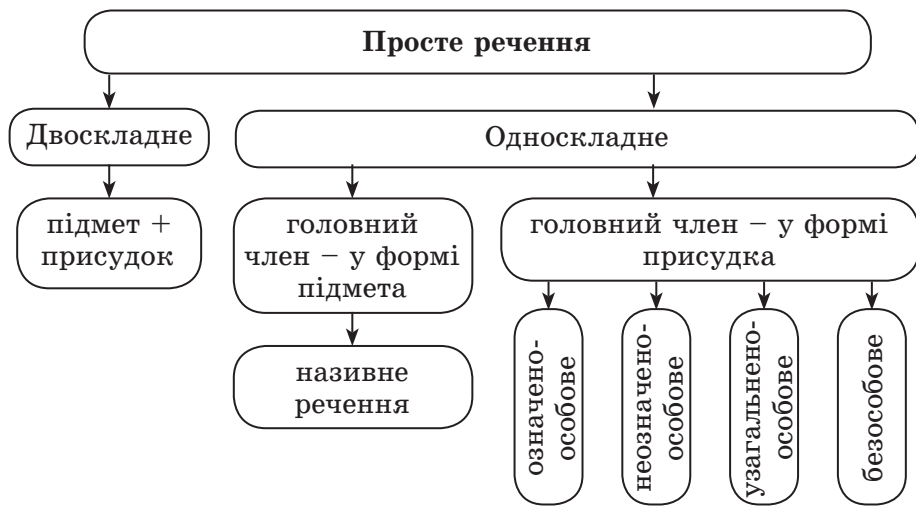 Просте речення
Двоскладне
Односкладне
підмет +
присудок
головний
член – у формі
підмета
головний член – у формі
присудка
називне
речення
означено-
особове
неозначено-
особове
узагальнено-
особове
безособове